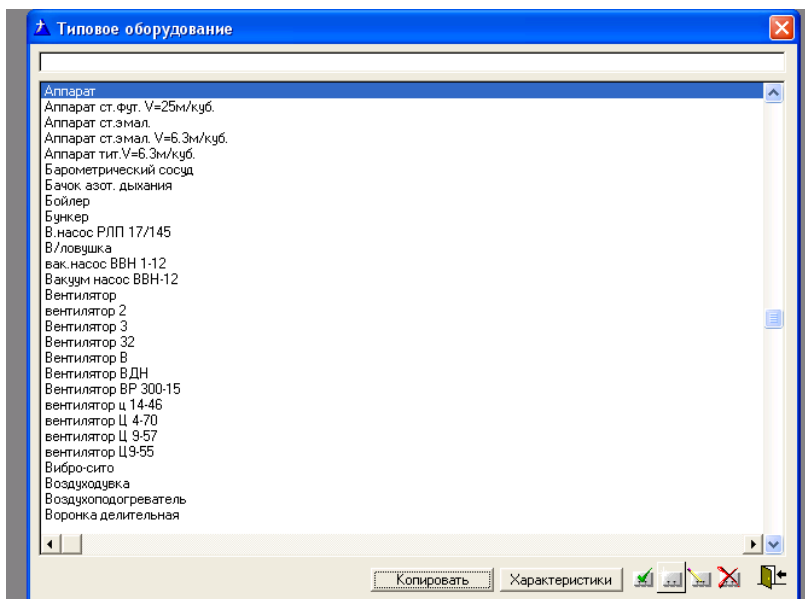 Типовое оборудование
Аппарат
Аппарат ст.фут. V=25м/куб.
Аппарат ст.эмал.
Аппарат ст.эмал. V=6.3м/куб.
Аппарат тит.V=6.3м/куб.
Барометрический сосуд
Бачок азот. дыхания
Бойлер
Бункер
В.насос РЛП 17/145
В/ловушка
вак.насос ВВН 1-12
Вакуум насос ВВН-12
Вентилятор
вентилятор 2
Вентилятор 3
Вентилятор 32
Вентилятор В
Вентилятор ВДН
Вентилятор ВР 300-15
вентилятор ц 14-46
вентилятор Ц 4-70
вентилятор Ц 9-57
вентилятор Ц9-55
Вибро-сито
Воздуходувка
Воздухоподогреватель
Воронка делительная
Копировать Характеристики